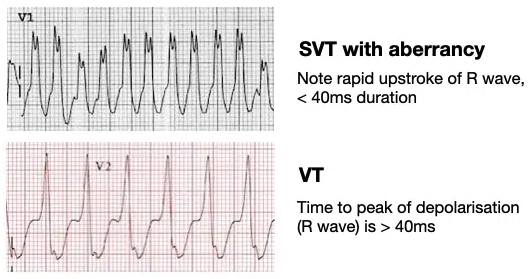 V1
SVT with aberrancy
Note rapid upstroke of R wave,
< 40ms duration
V2
VT
Time to peak of depolarisation
(R wave) is > 40ms